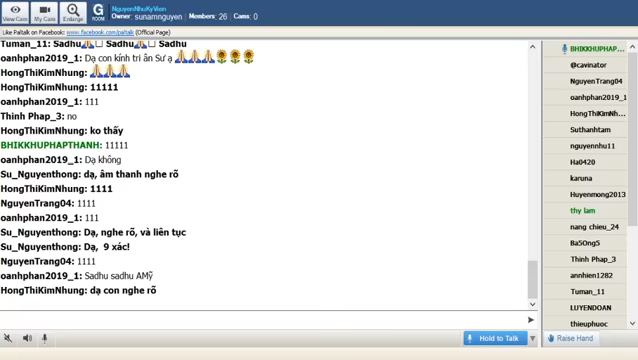 View Cam
My Cam
Enlarge
G
ROOM
NguyenNhuKyVien
Owner: sunamnguyen | Members: 26 | Cams: 0
Like Paltalk on Facebook: www.facebook.com/paltalk (Official Page)
Tuman_11: Sadhu🙏□ Sadhu🙏□ Sadhu
oanhphan2019_1: Dạ con kính tri ân Sư ạ 🙏🙏🙏🌻🌻🌻
HongThiKimNhung: 🙏🙏🙏
HongThiKimNhung: 11111
oanhphan2019_1: 111
Thinh Phap_3: no
HongThiKimNhung: ko thấy
BHIKKHUPHAPTHANH: 11111
oanhphan2019_1: Dạ không
Su_Nguyenthong: dạ, âm thanh nghe rõ
HongThiKimNhung: 1111
NguyenTrang04: 1111
oanhphan2019_1: 111
Su_Nguyenthong: Dạ, nghe rõ, và liên tục
Su_Nguyenthong: Dạ, 9 xác!
NguyenTrang04: 1111
oanhphan2019_1: Sadhu sadhu AMỹ
HongThiKimNhung: dạ con nghe rõ
Hold to Talk
BHIKKHUPHAP...
@cavinator
NguyenTrang04
oanhphan2019_1
HongThiKimNh...
Suthanhtam
nguyennhu11
Ha0420
karuna
Huyenmong2013
thy lam
nang chieu_24
Ba5Ong5
Thinh Phap_3
annhien1282
Tuman_11
LUYENDOAN
thieuphuoc
Raise Hand